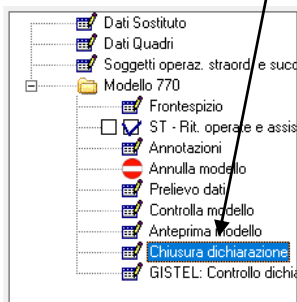 Dati Sostituto
Dati Quadri
Soggetti operaz. straord. e succ
Modello 770
Frontespizio
ST - Rit. operate e assis
Annotazioni
Annulla modello
Prelievo dati
Controlla modello
Anteprima modello
Chiusura dichiarazione
GISTEL: Controllo dichia